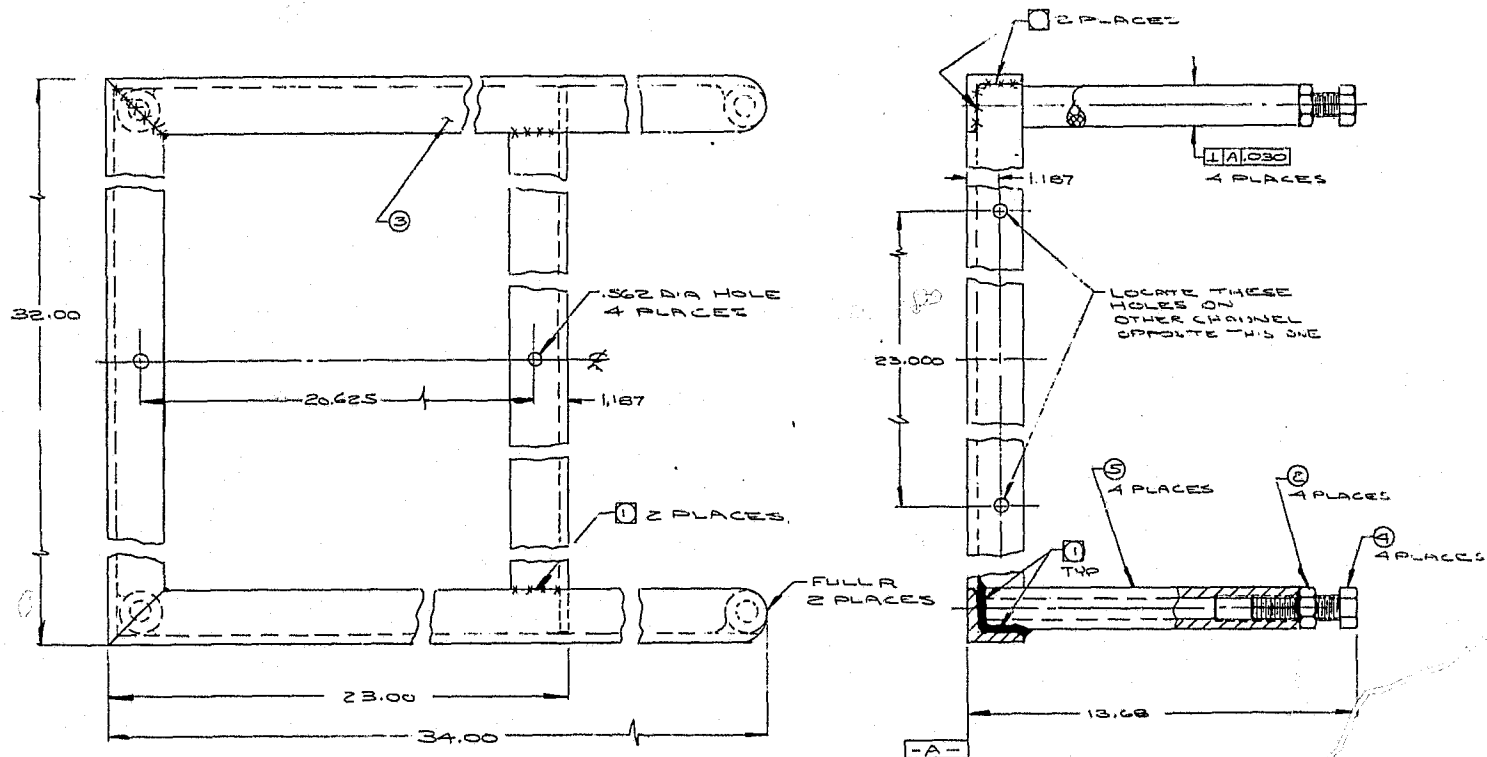 2 PLACES
⊥ A .030
4 PLACES
1.187
3
.562 DIA HOLE
4 PLACES
32.00
LOCATE THESE
HOLES ON
OTHER CHANNEL
OPPOSITE THIS ONE
23.000
20.625
1.187
5
4 PLACES
2
4 PLACES
4
4 PLACES
1 2 PLACES
1
TYP
FULL R
2 PLACES
23.00
34.00
13.68
-A-